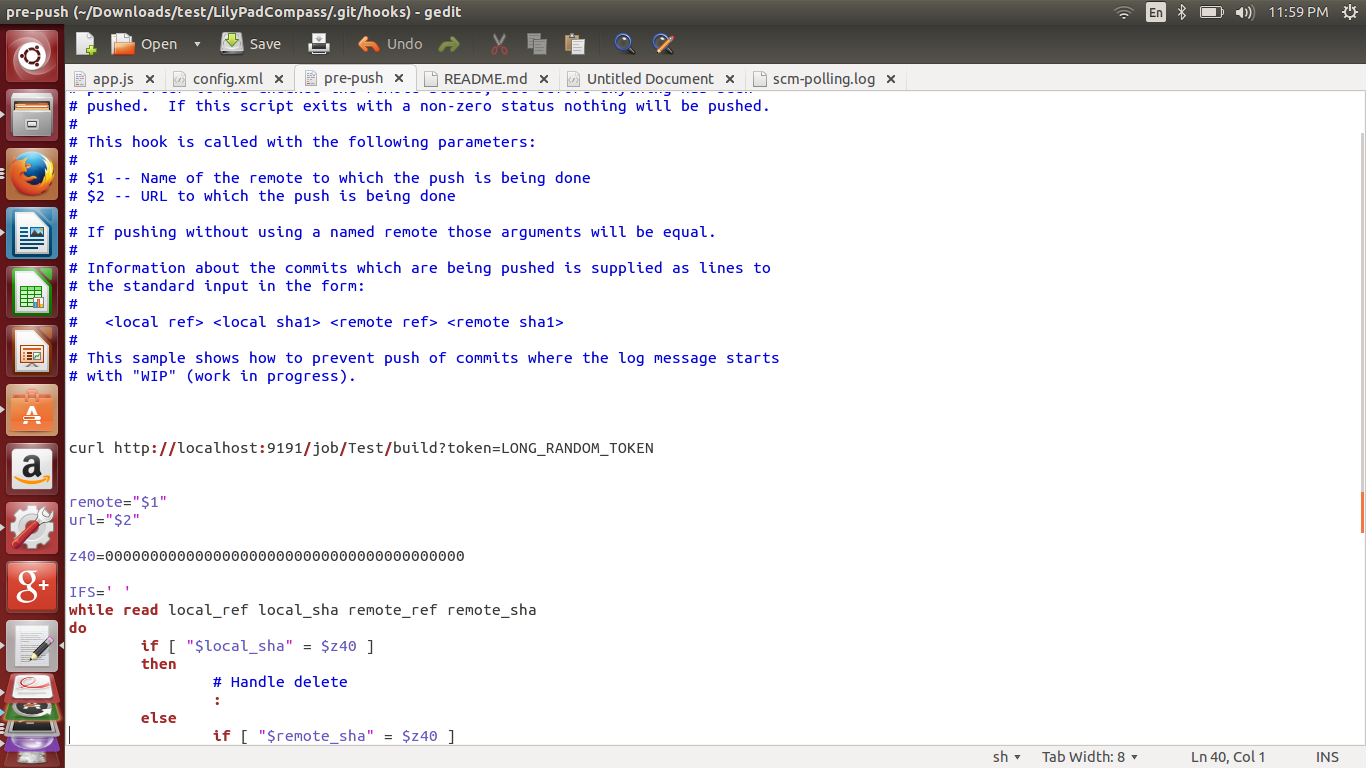 pre-push (~/Downloads/test/LilyPadCompass/.git/hooks) - gedit
En
11:59 PM
Open
Save
Undo
app.js
config.xml
pre-push
README.md
Untitled Document
scm-polling.log
# pushed.  If this script exits with a non-zero status nothing will be pushed.
#
# This hook is called with the following parameters:
#
# $1 -- Name of the remote to which the push is being done
# $2 -- URL to which the push is being done
#
# If pushing without using a named remote those arguments will be equal.
#
# Information about the commits which are being pushed is supplied as lines to
# the standard input in the form:
#
#   <local ref> <local sha1> <remote ref> <remote sha1>
#
# This sample shows how to prevent push of commits where the log message starts
# with "WIP" (work in progress).
curl http://localhost:9191/job/Test/build?token=LONG_RANDOM_TOKEN
remote="$1"
url="$2"
z40=0000000000000000000000000000000000000000
IFS=' '
while read local_ref local_sha remote_ref remote_sha
do
if [ "$local_sha" = $z40 ]
then
# Handle delete
:
else
if [ "$remote_sha" = $z40 ]
sh
Tab Width: 8
Ln 40, Col 1
INS